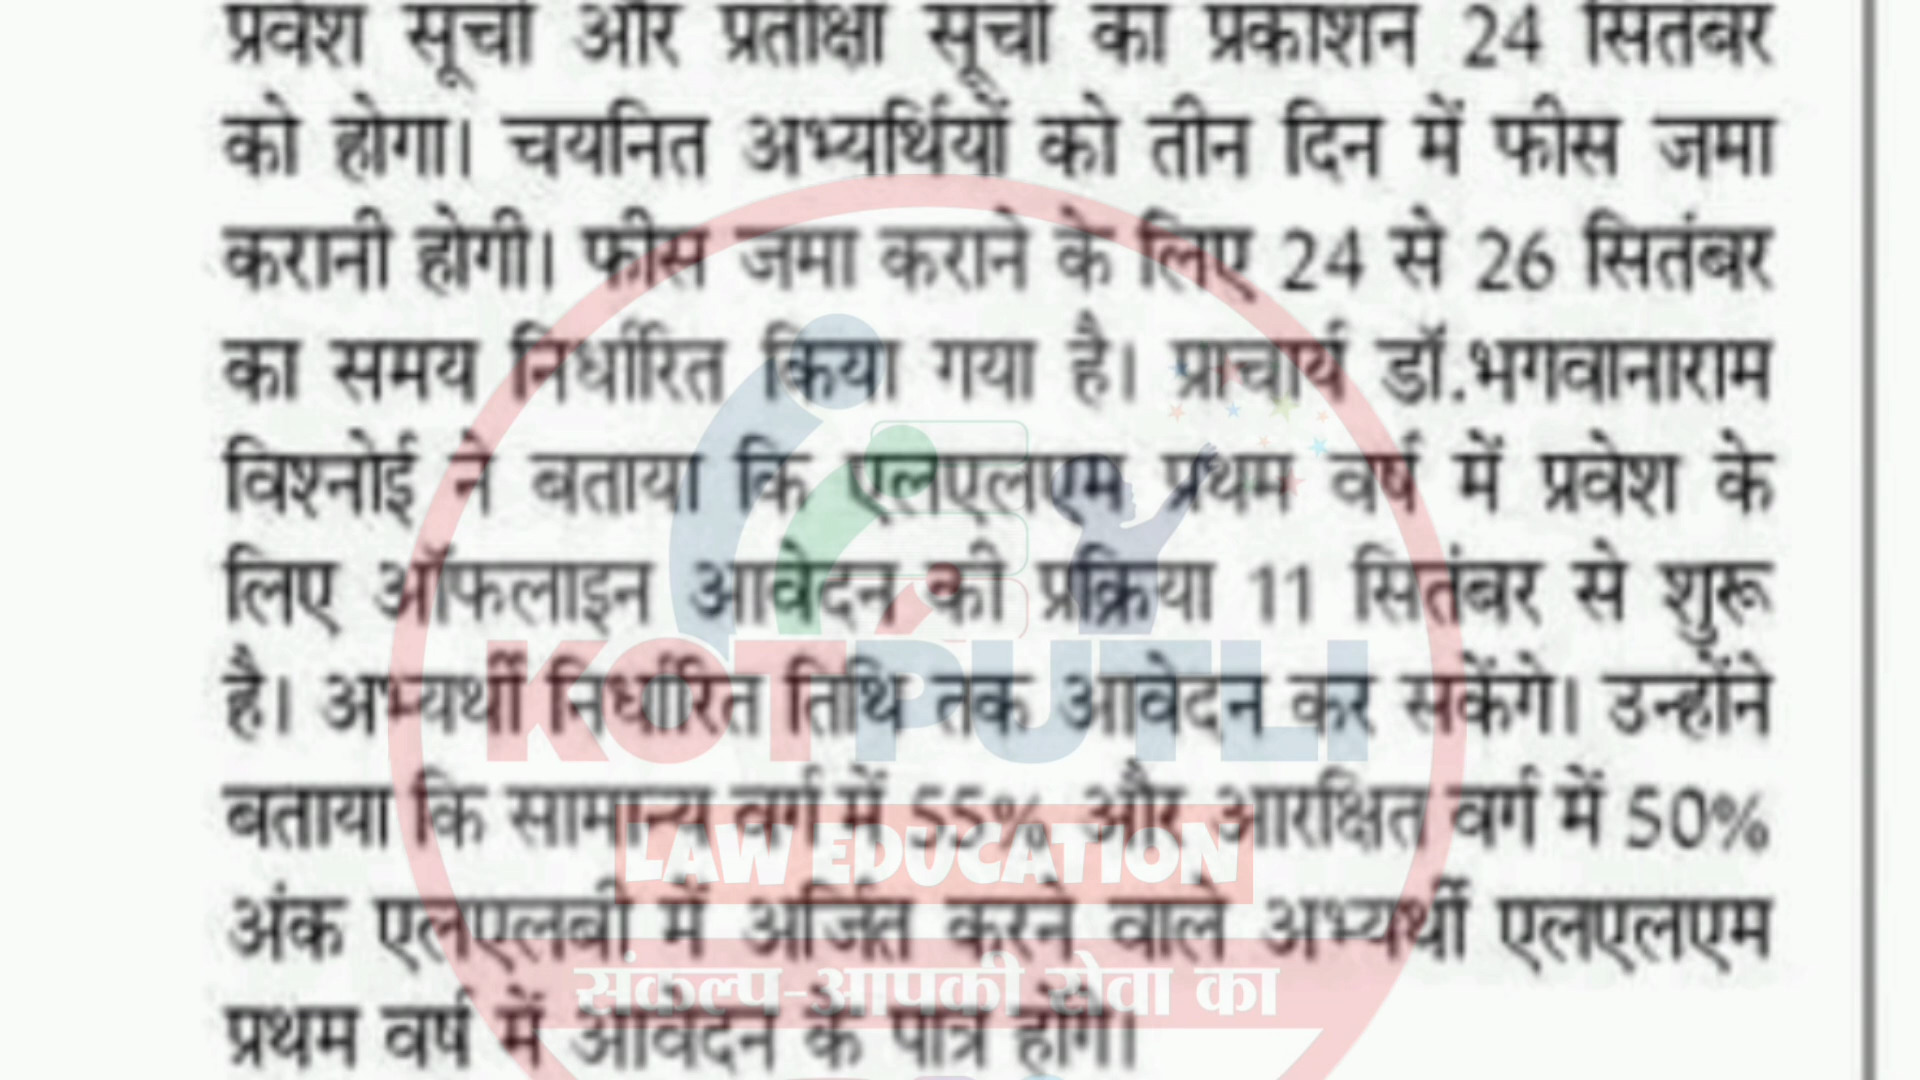 प्रवेश सूची और प्रतीक्षा सूची का प्रकाशन 24 सितंबर
को होगा। चयनित अभ्यर्थियों को तीन दिन में फीस जमा
करानी होगी। फीस जमा कराने के लिए 24 से 26 सितंबर
का समय निर्धारित किया गया है। प्राचार्य डॉ.भगवानाराम
विश्नोई ने बताया कि एलएलएम प्रथम वर्ष में प्रवेश के
लिए ऑफलाइन आवेदन की प्रक्रिया 11 सितंबर से शुरू
है। अभ्यर्थी निर्धारित तिथि तक आवेदन कर सकेंगे। उन्होंने
बताया कि सामान्य वर्ग में 55% और आरक्षित वर्ग में 50%
अंक एलएलबी में अर्जित करने वाले अभ्यर्थी एलएलएम
प्रथम वर्ष में आवेदन के पात्र होंगे।
KOTPUTLI
LAW EDUCATION
संकल्प-आपकी सेवा का